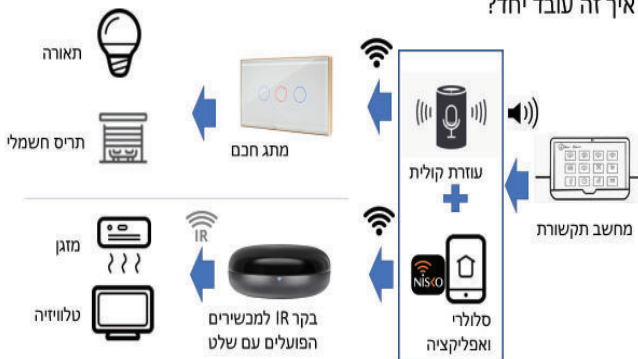 איך זה עובד יחד?
תאורה
תריס חשמלי
מתג חכם
עוזרת קולית
מחשב תקשורת
IR
מזגן
טלוויזיה
בקר IR למכשירים
הפועלים עם שלט
NISKO
סלולרי
ואפליקציה